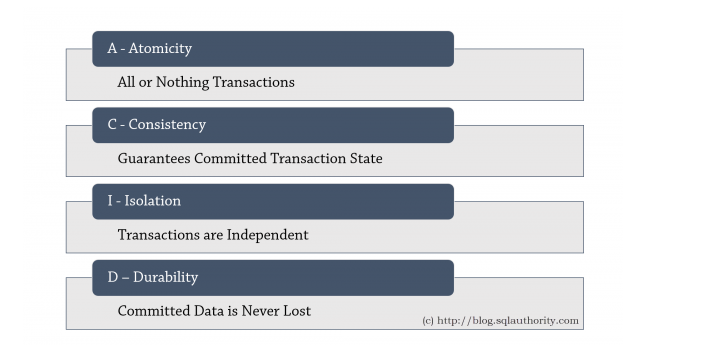 A - Atomicity
All or Nothing Transactions
C - Consistency
Guarantees Committed Transaction State
I - Isolation
Transactions are Independent
D – Durability
Committed Data is Never Lost
(c) http://blog.sqlauthority.com